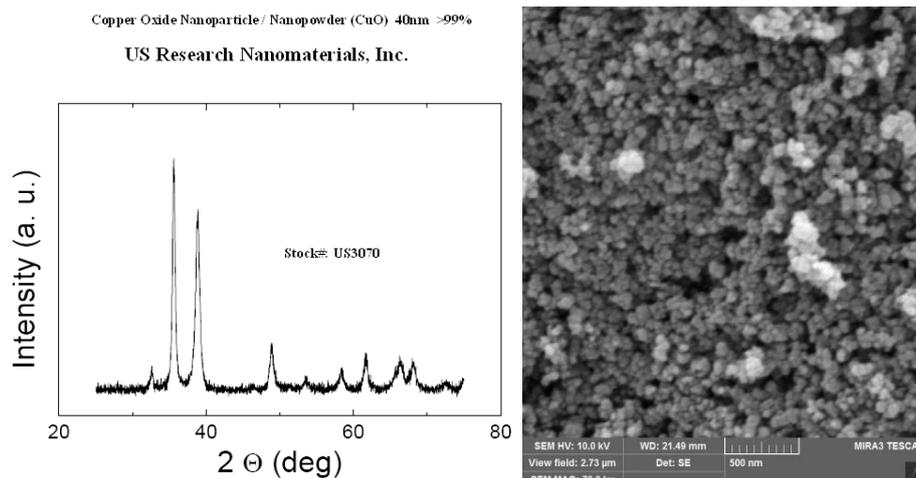 Copper Oxide Nanoparticle / Nanopowder (CuO) 40nm >99%
US Research Nanomaterials, Inc.
Intensity (a. u.)
Stock#: US3070
20 40 60 80
2 Θ (deg)
SEM HV: 10.0 kV WD: 21.49 mm MIRA3 TESCA
View field: 2.73 µm Det: SE 500 nm